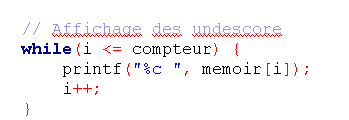 // Affichage des undescore
while(i <= compteur) {
printf("%c ", memoir[i]);
i++;
}